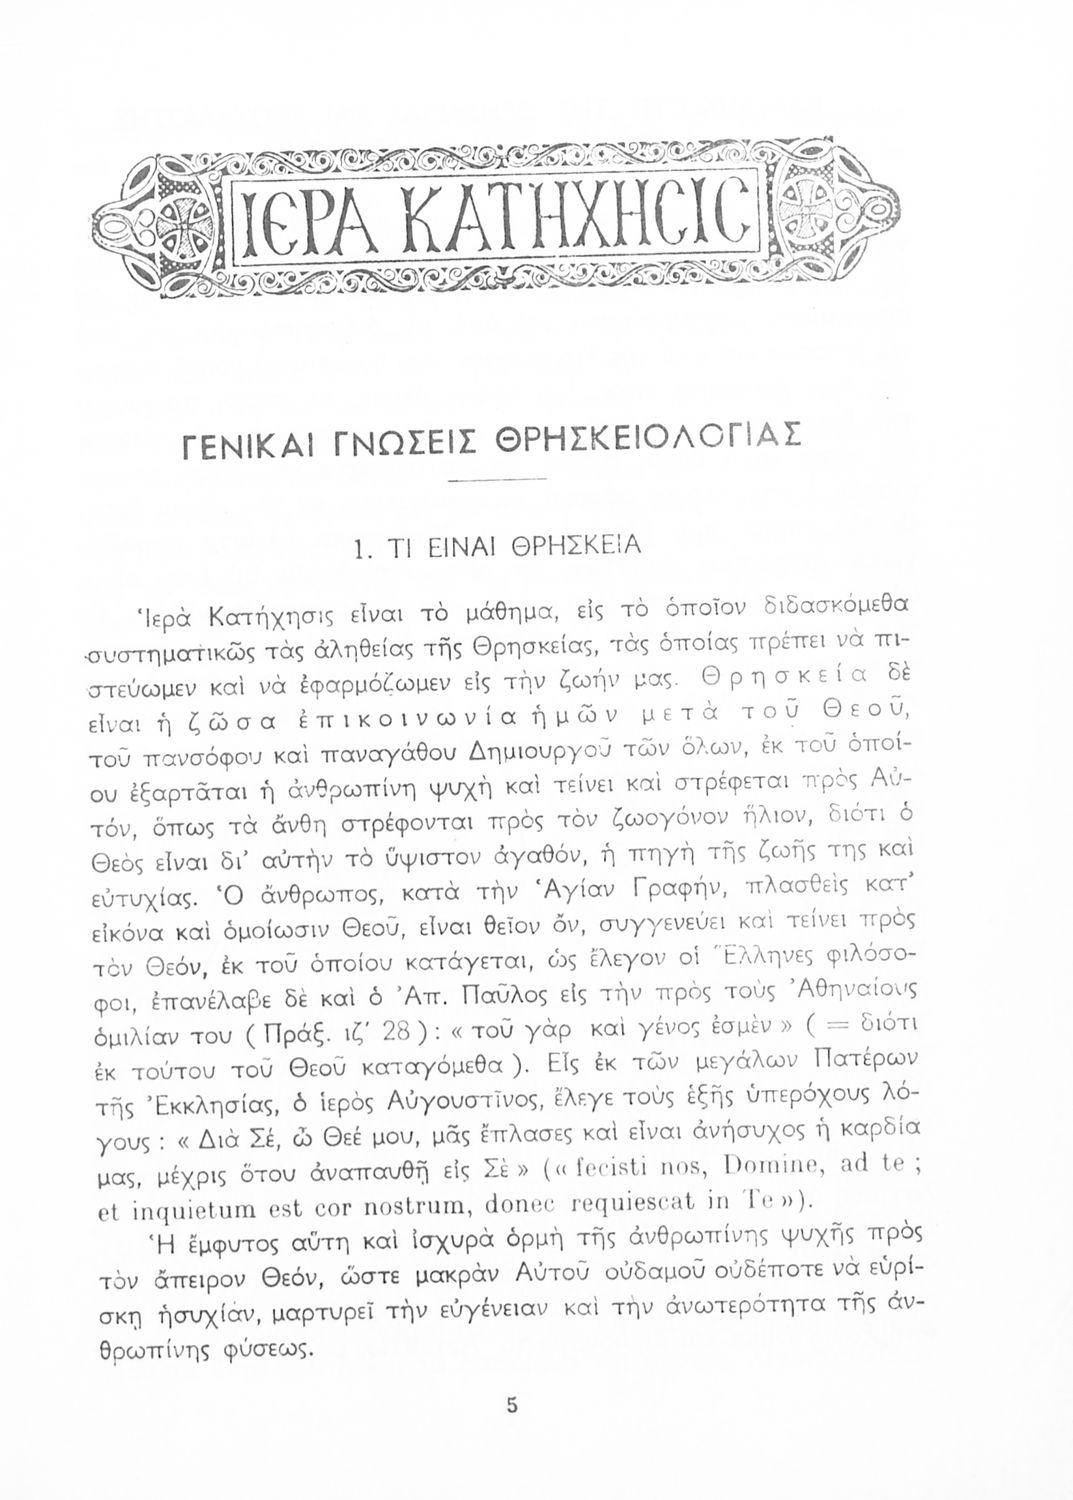 ΙΕΡΑ ΚΑΤΗΧΗCΙC
ΓΕΝΙΚΑΙ ΓΝΩΣΕΙΣ ΘΡΗΣΚΕΙΟΛΟΓΙΑΣ
1. ΤΙ ΕΙΝΑΙ ΘΡΗΣΚΕΙΑ
Ἱερὰ Κατήχησις εἶναι τὸ μάθημα, εἰς τὸ ὁποῖον διδασκόμεθα
συστηματικῶς τὰς ἀληθείας τῆς Θρησκείας, τὰς ὁποίας πρέπει νὰ πι-
στεύωμεν καὶ νὰ ἐφαρμόζωμεν εἰς τὴν ζωήν μας. Θρησκεία δὲ
εἶναι ἡ ζῶσα ἐπικοινωνία ἡμῶν μετὰ τοῦ Θεοῦ,
τοῦ πανσόφου καὶ παναγάθου Δημιουργοῦ τῶν ὅλων, ἐκ τοῦ ὁποί-
ου ἐξαρτᾶται ἡ ἀνθρωπίνη ψυχὴ καὶ τείνει καὶ στρέφεται πρὸς Αὐ-
τόν, ὅπως τὰ ἄνθη στρέφονται πρὸς τὸν ζωογόνον ἥλιον, διότι ὁ
Θεὸς εἶναι δι' αὐτὴν τὸ ὕψιστον ἀγαθόν, ἡ πηγὴ τῆς ζωῆς της καὶ
εὐτυχίας. Ὁ ἄνθρωπος, κατὰ τὴν Ἁγίαν Γραφήν, πλασθεὶς κατ'
εἰκόνα καὶ ὁμοίωσιν Θεοῦ, εἶναι θεῖον ὄν, συγγενεύει καὶ τείνει πρὸς
τὸν Θεόν, ἐκ τοῦ ὁποίου κατάγεται, ὡς ἔλεγον οἱ Ἕλληνες φιλόσο-
φοι, ἐπανέλαβε δὲ καὶ ὁ Ἀπ. Παῦλος εἰς τὴν πρὸς τοὺς Ἀθηναίους
ὁμιλίαν του (Πράξ. ιζ' 28): «τοῦ γὰρ καὶ γένος ἐσμὲν» (= διότι
ἐκ τούτου τοῦ Θεοῦ καταγόμεθα). Εἷς ἐκ τῶν μεγάλων Πατέρων
τῆς Ἐκκλησίας, ὁ ἱερὸς Αὐγουστῖνος, ἔλεγε τοὺς ἑξῆς ὑπερόχους λό-
γους: «Διὰ Σέ, ὦ Θεέ μου, μᾶς ἔπλασες καὶ εἶναι ἀνήσυχος ἡ καρδία
μας, μέχρις ὅτου ἀναπαυθῇ εἰς Σὲ» («fecisti nos, Domine, ad te;
et inquietum est cor nostrum, donec requiescat in Te»).
Ἡ ἔμφυτος αὕτη καὶ ἰσχυρὰ ὁρμὴ τῆς ἀνθρωπίνης ψυχῆς πρὸς
τὸν ἄπειρον Θεόν, ὥστε μακρὰν Αὐτοῦ οὐδαμοῦ οὐδέποτε νὰ εὑρί-
σκῃ ἡσυχίαν, μαρτυρεῖ τὴν εὐγένειαν καὶ τὴν ἀνωτερότητα τῆς ἀν-
θρωπίνης φύσεως.
5